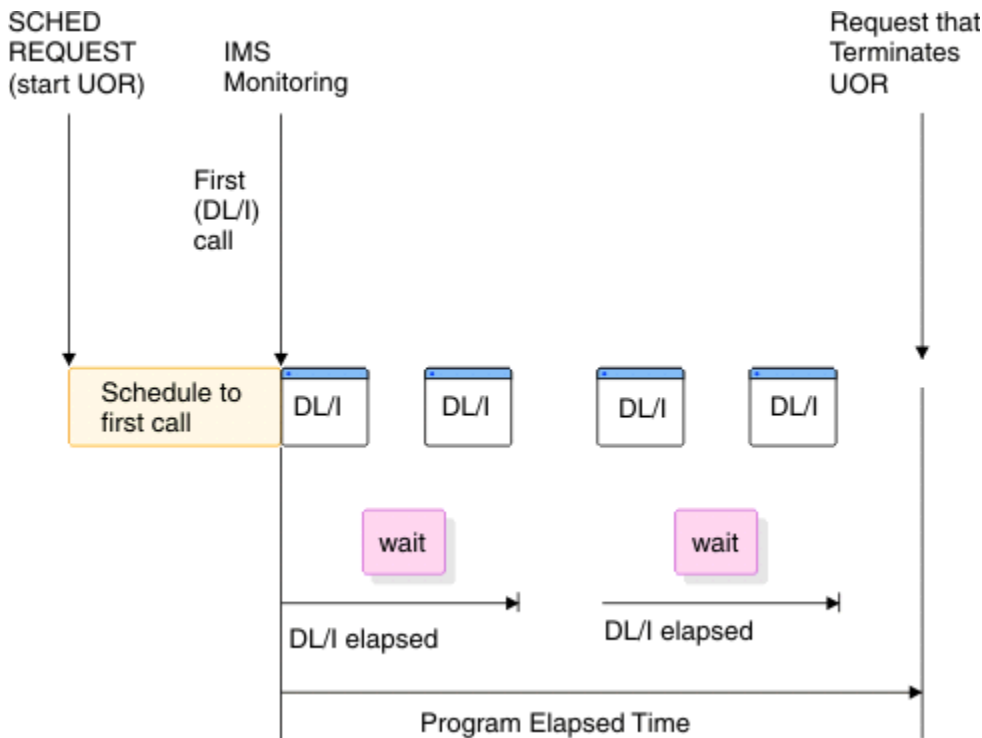 SCHED
REQUEST
(start UOR)
IMS
Monitoring
Request that
Terminates
UOR
First
(DL/I)
call
Schedule to
first call
DL/I
DL/I
DL/I
DL/I
wait
wait
DL/I elapsed
DL/I elapsed
Program Elapsed Time